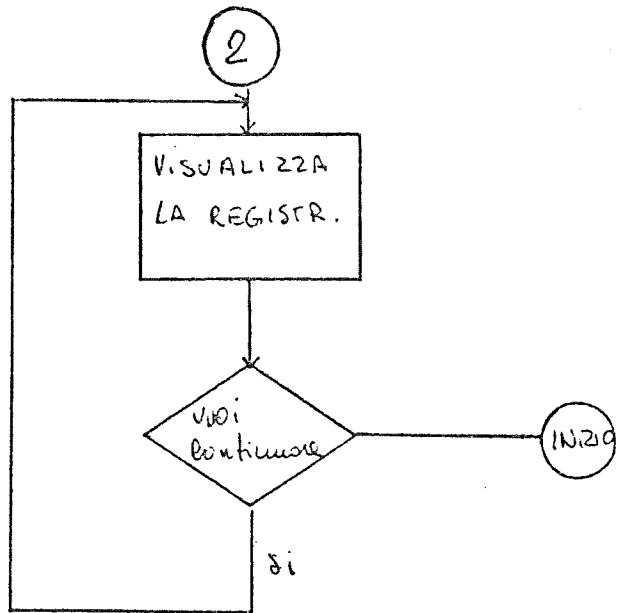 2
VISUALIZZA
LA REGISTR.
vuoi
continuare
INIZIO
si